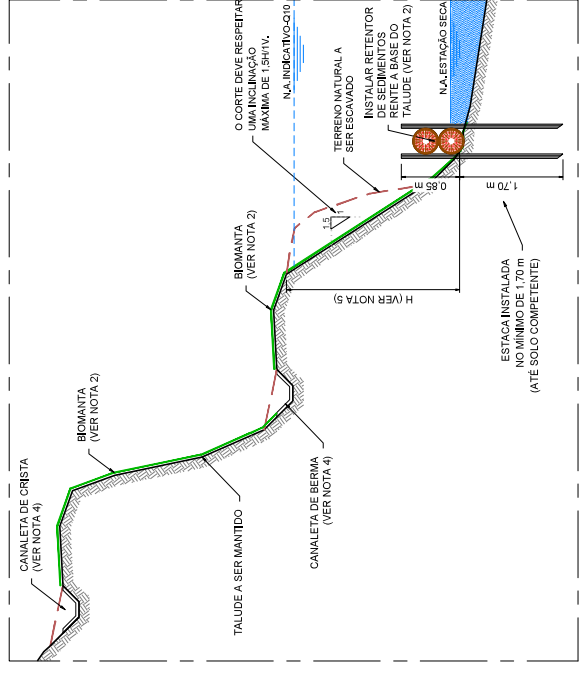 CANALETA DE CRISTA
(VER NOTA 4)
BIOMANTA
(VER NOTA 2)
TALUDE A SER MANTIDO
CANALETA DE BERMA
(VER NOTA 4)
BIOMANTA
(VER NOTA 2)
O CORTE DEVE RESPEITAR
UMA INCLINAÇÃO
MÁXIMA DE 1,5H/1V.
N.A. INDICATIVO-Q10
1,5
1
H (VER NOTA 5)
TERRENO NATURAL A
SER ESCAVADO
INSTALAR RETENTOR
DE SEDIMENTOS
RENTE A BASE DO
TALUDE (VER NOTA 2)
N.A. ESTAÇÃO SECA
0,85 m
1,70 m
ESTACA INSTALADA
NO MÍNIMO DE 1,70 m
(ATÉ SOLO COMPETENTE)